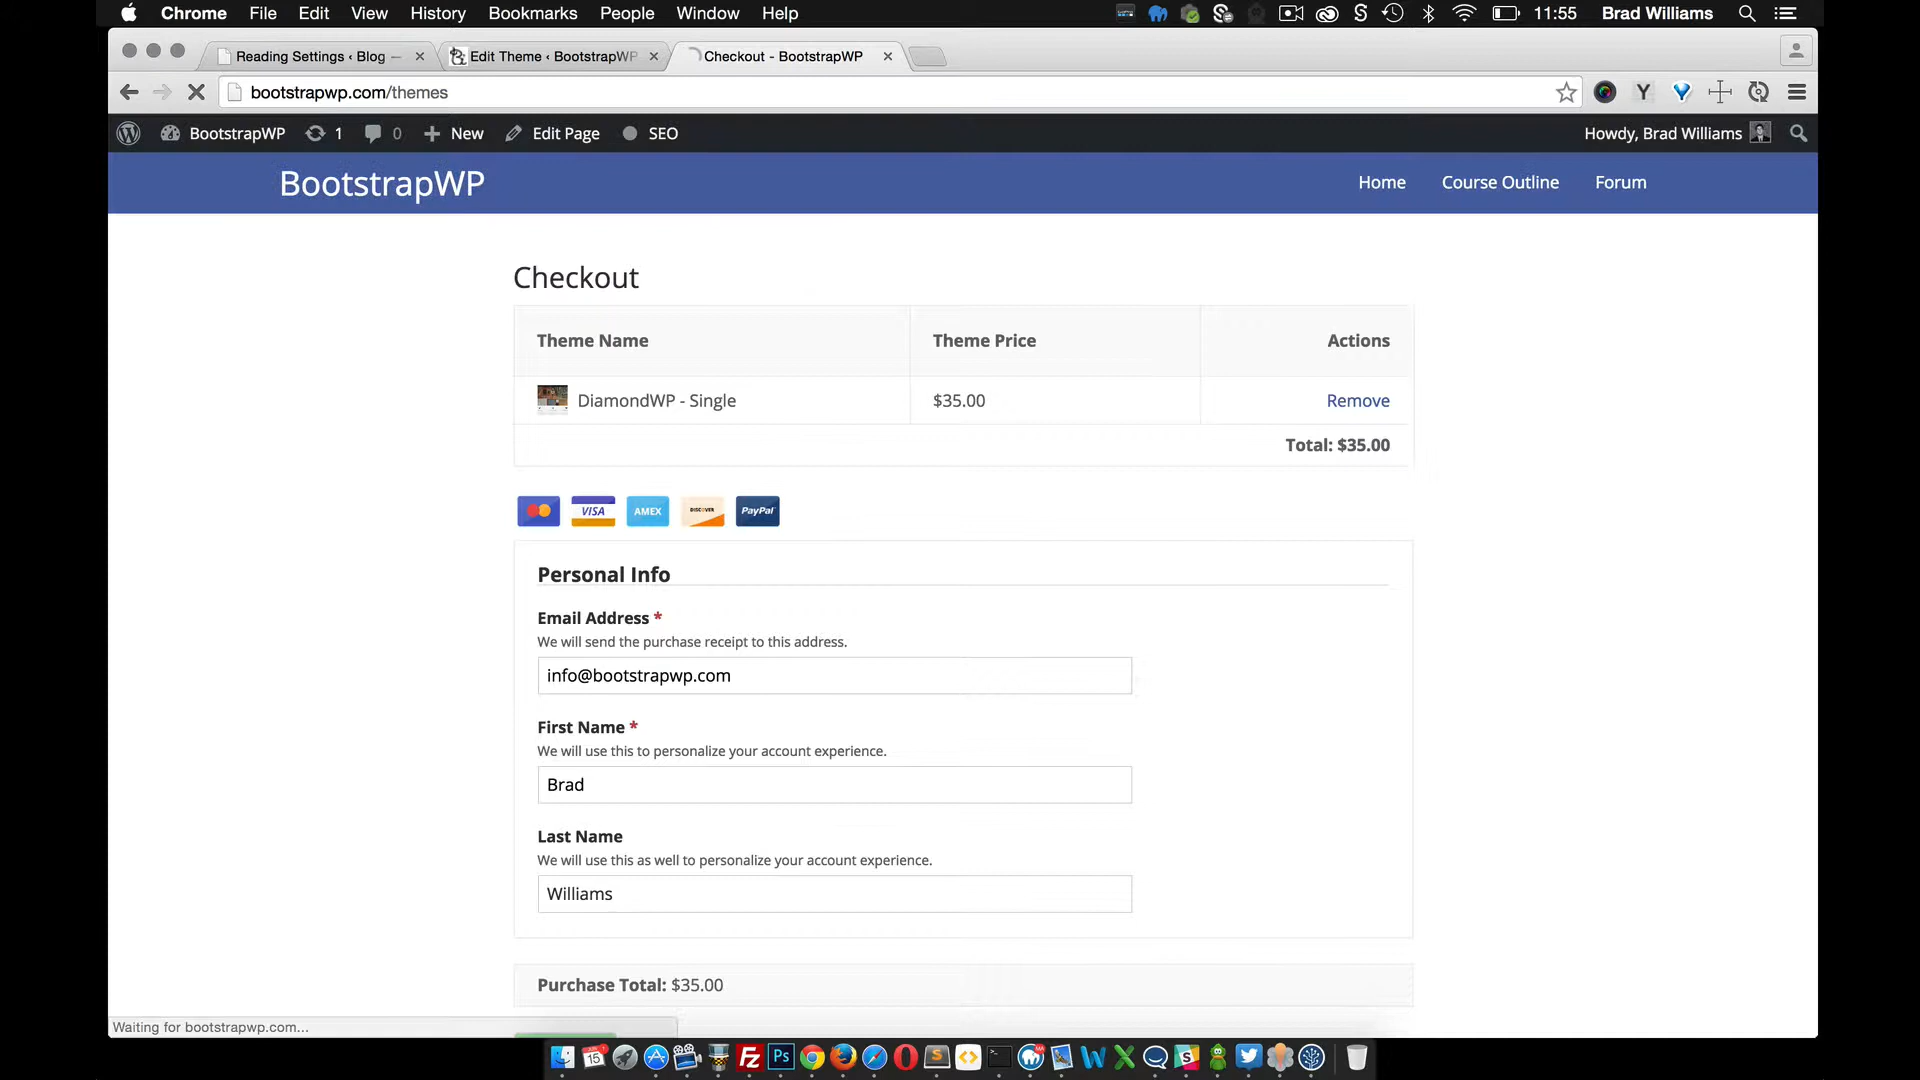 Chrome File Edit View History Bookmarks People Window Help 11:55 Brad Williams
Reading Settings ‹ Blog — Edit Theme ‹ BootstrapWP Checkout - BootstrapWP
bootstrapwp.com/themes
BootstrapWP 1 0 New Edit Page SEO Howdy, Brad Williams
BootstrapWP Home Course Outline Forum
Checkout
Theme Name Theme Price Actions
DiamondWP - Single $35.00 Remove
Total: $35.00
VISA AMEX DISCOVER PayPal
Personal Info
Email Address *
We will send the purchase receipt to this address.
info@bootstrapwp.com
First Name *
We will use this to personalize your account experience.
Brad
Last Name
We will use this as well to personalize your account experience.
Williams
Purchase Total: $35.00
Waiting for bootstrapwp.com...
15 Fz Ps